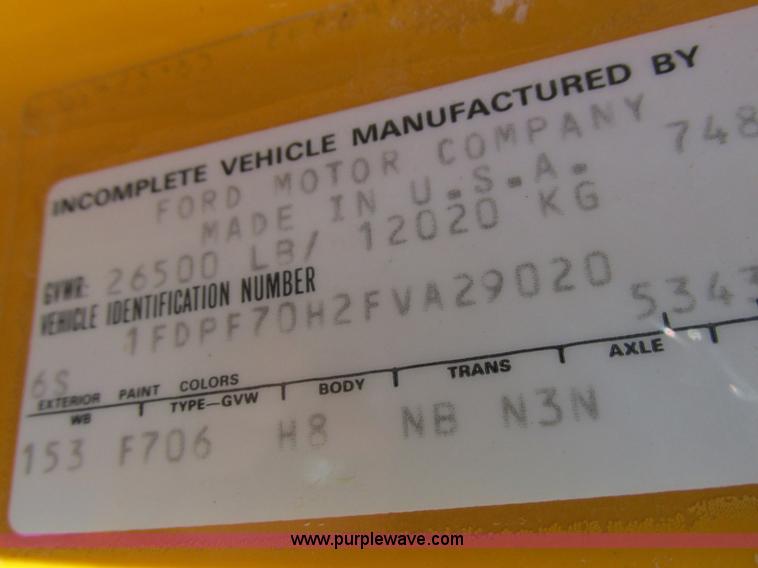 INCOMPLETE VEHICLE MANUFACTURED BY
FORD MOTOR COMPANY
MADE IN U.S.A. 748
GVWR: 26500 LB/ 12020 KG
VEHICLE IDENTIFICATION NUMBER
1FDPF70H2FVA29020 5343
6S
EXTERIOR PAINT COLORS
WB TYPE-GVW BODY TRANS AXLE
153 F706 H8 NB N3N
www.purplewave.com